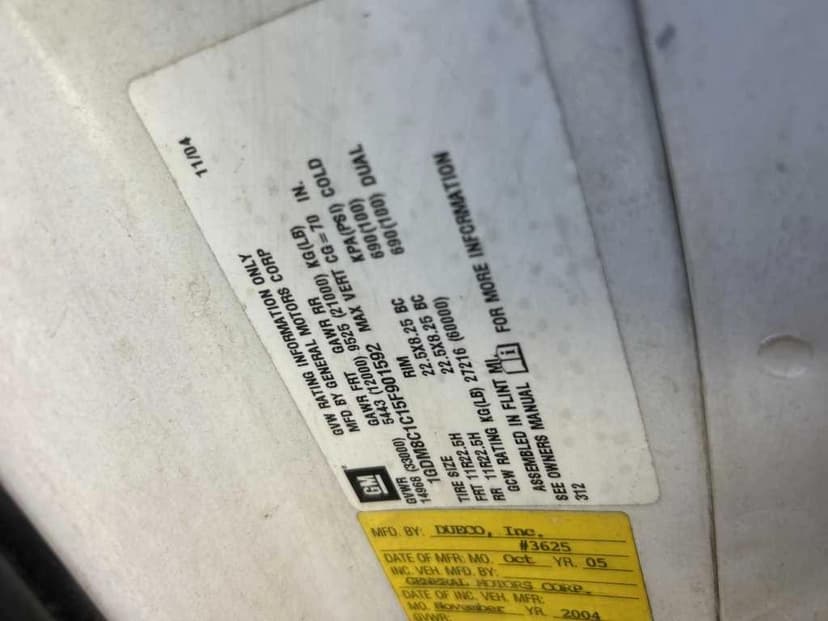 11/04
GVW RATING INFORMATION ONLY
MFD BY GENERAL MOTORS CORP
GVWR GAWR FRT GAWR RR KG(LB)
14968 (33000) 5443 (12000) 9525 (21000)
1GDM8C1C15F901592 MAX VERT CG=70 IN.
TIRE SIZE RIM KPA(PSI) COLD
FRT 11R22.5H 22.5X8.25 BC 690(100)
RR 11R22.5H 22.5X8.25 BC 690(100) DUAL
GCW RATING KG(LB) 27216 (60000)
ASSEMBLED IN FLINT MI.
SEE OWNERS MANUAL i FOR MORE INFORMATION
312
GM
MFD. BY: DUECO, Inc.
#3625
DATE OF MFR: MO. Oct YR. 05
INC. VEH. MFD. BY:
GENERAL MOTORS CORP.
DATE OF INC. VEH. MFR:
MO. November YR. 2004
GVWR: